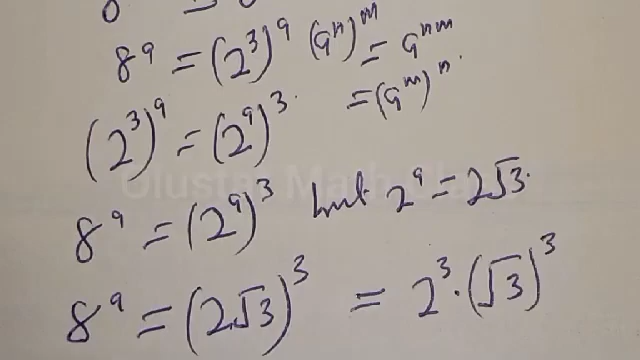 8^a = (2^3)^a (a^n)^m = a^{nm}
(2^3)^a = (2^a)^3. = (a^m)^n.
8^a = (2^a)^3 but 2^a = 2√3.
8^a = (2√3)^3 = 2^3 · (√3)^3